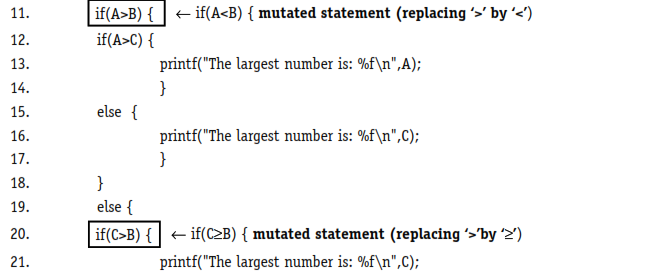 11. if(A>B) { ← if(A<B) { mutated statement (replacing ‘>’ by ‘<’)
12. if(A>C) {
13. printf("The largest number is: %f\n",A);
14. }
15. else {
16. printf("The largest number is: %f\n",C);
17. }
18. }
19. else {
20. if(C>B) { ← if(C≥B) { mutated statement (replacing ‘>’by ‘≥’)
21. printf("The largest number is: %f\n",C);